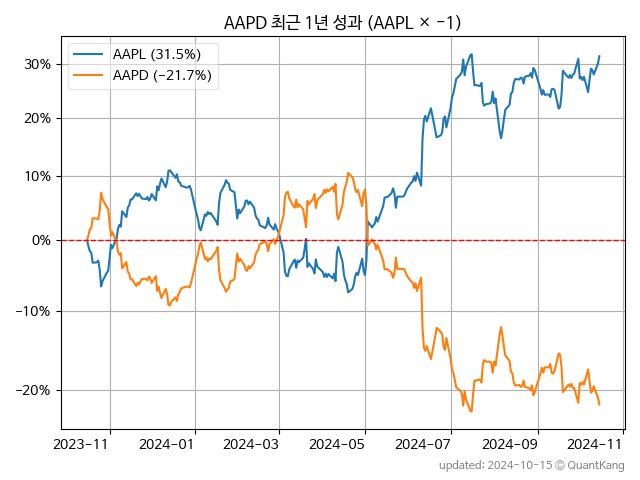 AAPD 최근 1년 성과 (AAPL × −1)
AAPL (31.5%)
AAPD (−21.7%)
30%
20%
10%
0%
−10%
−20%
2023-11 2024-01 2024-03 2024-05 2024-07 2024-09 2024-11
updated: 2024-10-15 © QuantKang